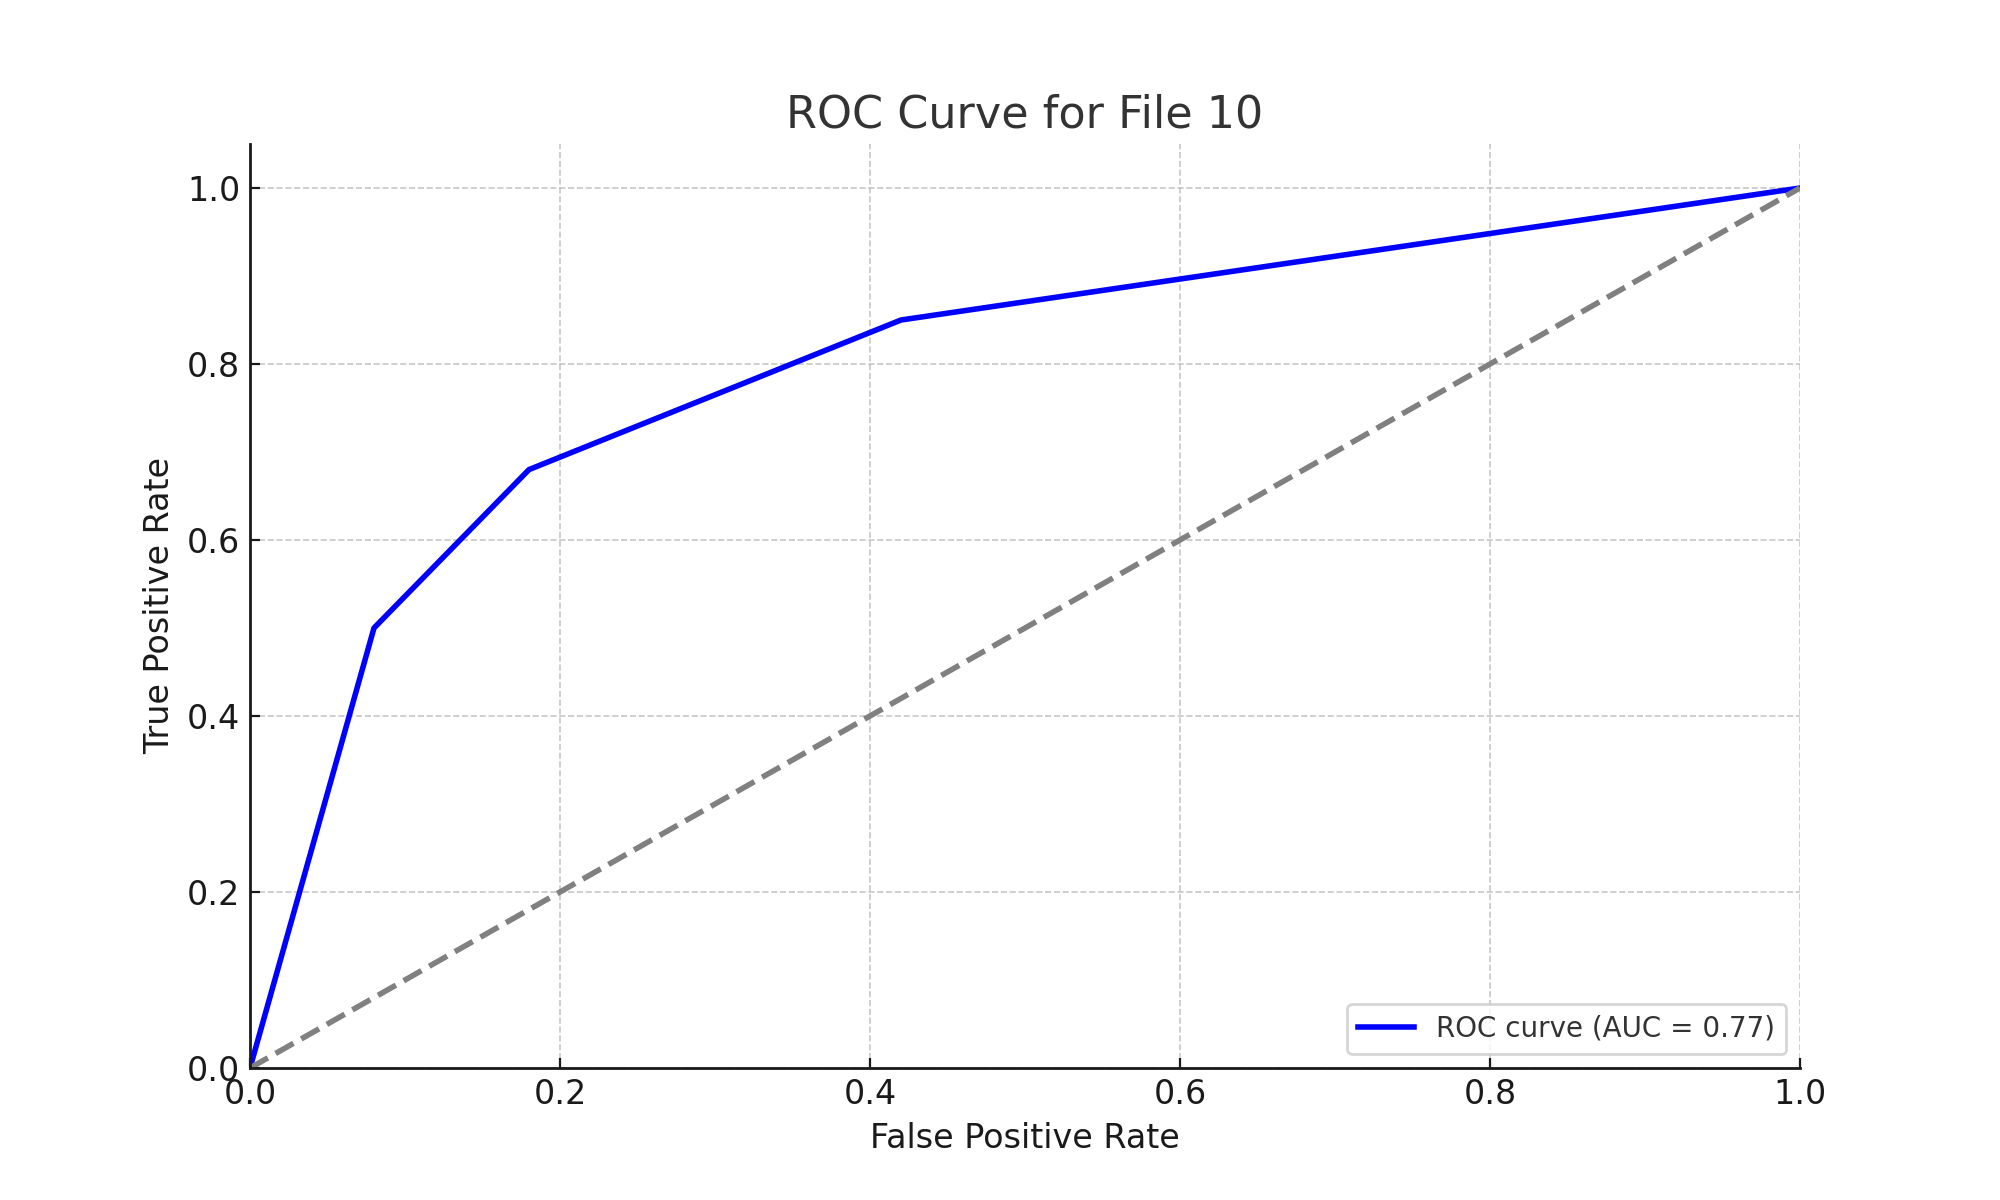 ROC Curve for File 10
1.0
0.8
0.6
0.4
0.2
0.0
True Positive Rate
0.0 0.2 0.4 0.6 0.8 1.0
False Positive Rate
ROC curve (AUC = 0.77)